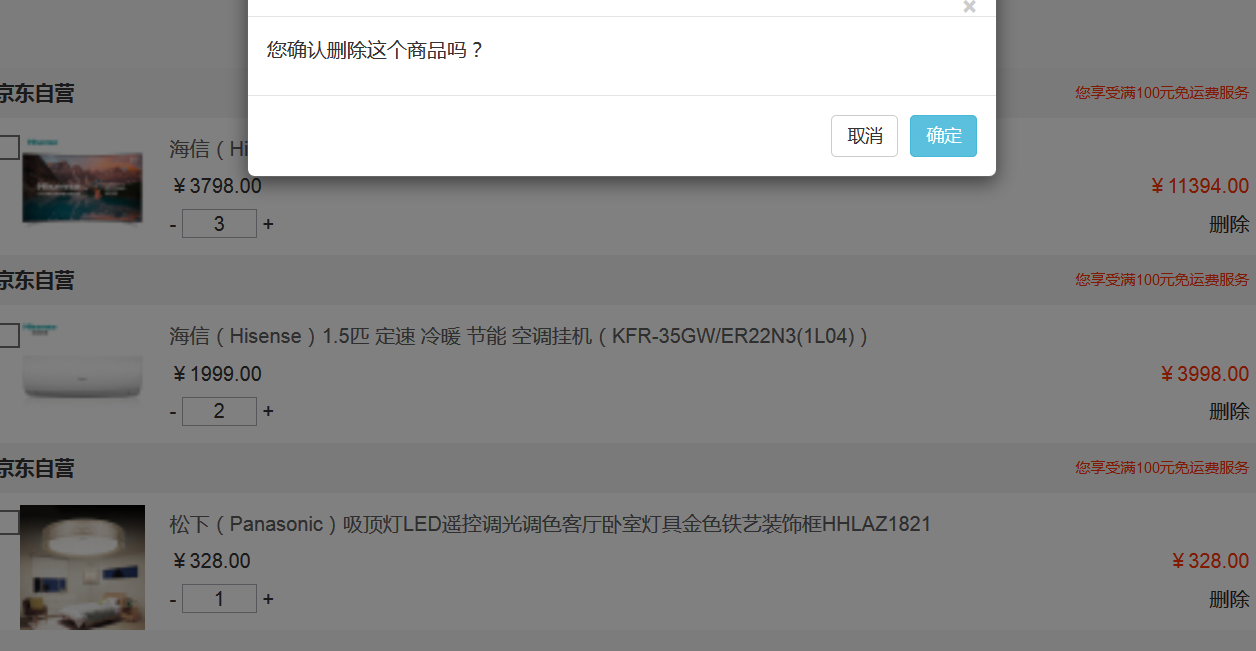 ×
您确认删除这个商品吗？
取消 确定
京东自营 您享受满100元免运费服务
Hisense
海信（Hi
￥3798.00 ￥11394.00
- 3 + 删除
京东自营 您享受满100元免运费服务
Hisense
海信（Hisense）1.5匹 定速 冷暖 节能 空调挂机（KFR-35GW/ER22N3(1L04)）
￥1999.00 ￥3998.00
- 2 + 删除
京东自营 您享受满100元免运费服务
松下（Panasonic）吸顶灯LED遥控调光调色客厅卧室灯具金色铁艺装饰框HHLAZ1821
￥328.00 ￥328.00
- 1 + 删除